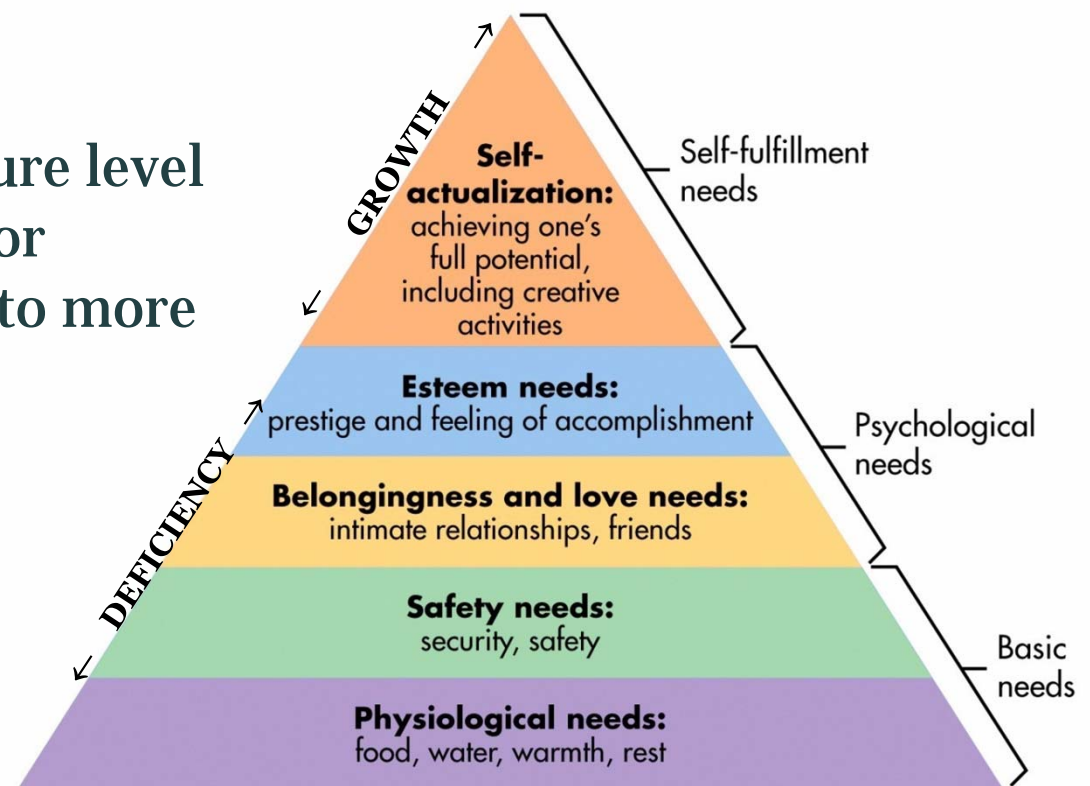 ure level
or
to more
GROWTH
DEFICIENCY
Self-
actualization:
achieving one's
full potential,
including creative
activities
Esteem needs:
prestige and feeling of accomplishment
Belongingness and love needs:
intimate relationships, friends
Safety needs:
security, safety
Physiological needs:
food, water, warmth, rest
Self-fulfillment
needs
Psychological
needs
Basic
needs